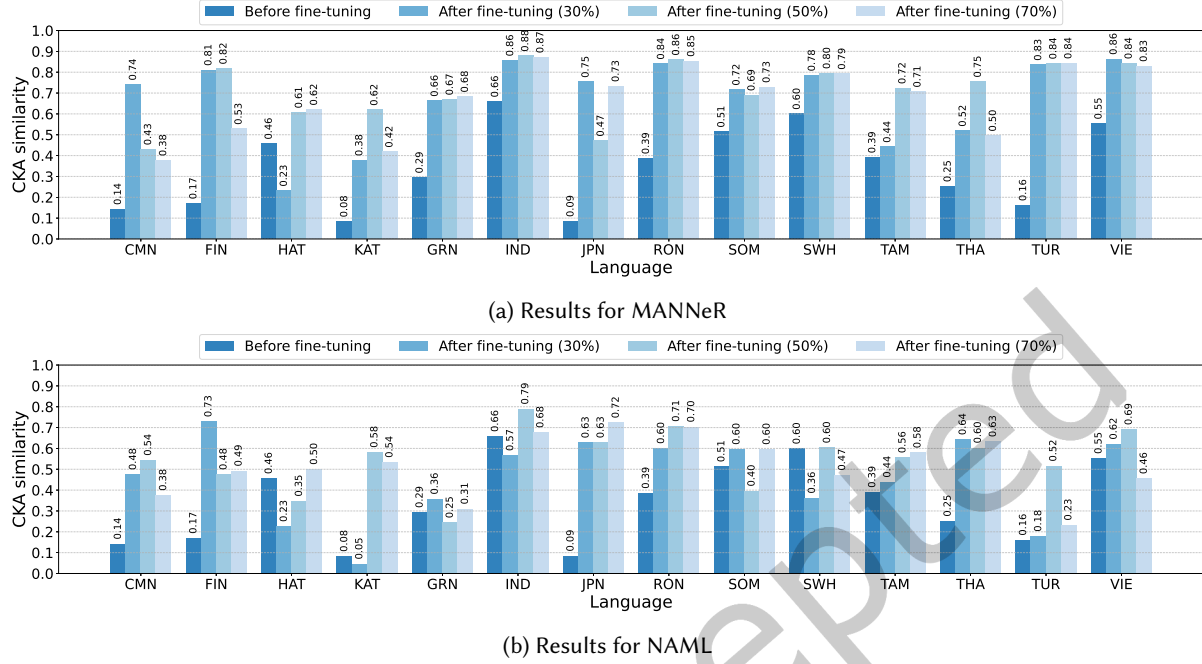 Before fine-tuning After fine-tuning (30%) After fine-tuning (50%) After fine-tuning (70%)
CKA similarity
1.0
0.9
0.8
0.7
0.6
0.5
0.4
0.3
0.2
0.1
0.0
0.14 0.74 0.43 0.38
0.17 0.81 0.82 0.53
0.46 0.23 0.61 0.62
0.08 0.38 0.62 0.42
0.29 0.66 0.67 0.68
0.66 0.86 0.88 0.87
0.09 0.75 0.47 0.73
0.39 0.84 0.86 0.85
0.51 0.72 0.69 0.73
0.60 0.78 0.80 0.79
0.39 0.44 0.72 0.71
0.25 0.52 0.75 0.50
0.16 0.83 0.84 0.84
0.55 0.86 0.84 0.83
CMN FIN HAT KAT GRN IND JPN RON SOM SWH TAM THA TUR VIE
Language
(a) Results for MANNeR
Before fine-tuning After fine-tuning (30%) After fine-tuning (50%) After fine-tuning (70%)
CKA similarity
1.0
0.9
0.8
0.7
0.6
0.5
0.4
0.3
0.2
0.1
0.0
0.14 0.48 0.54 0.38
0.17 0.73 0.48 0.49
0.46 0.23 0.35 0.50
0.08 0.05 0.58 0.54
0.29 0.36 0.25 0.31
0.66 0.57 0.79 0.68
0.09 0.63 0.63 0.72
0.39 0.60 0.71 0.70
0.51 0.60 0.40 0.60
0.60 0.36 0.60 0.47
0.39 0.44 0.56 0.58
0.25 0.64 0.60 0.63
0.16 0.18 0.52 0.23
0.55 0.62 0.69 0.46
CMN FIN HAT KAT GRN IND JPN RON SOM SWH TAM THA TUR VIE
Language
(b) Results for NAML
epted